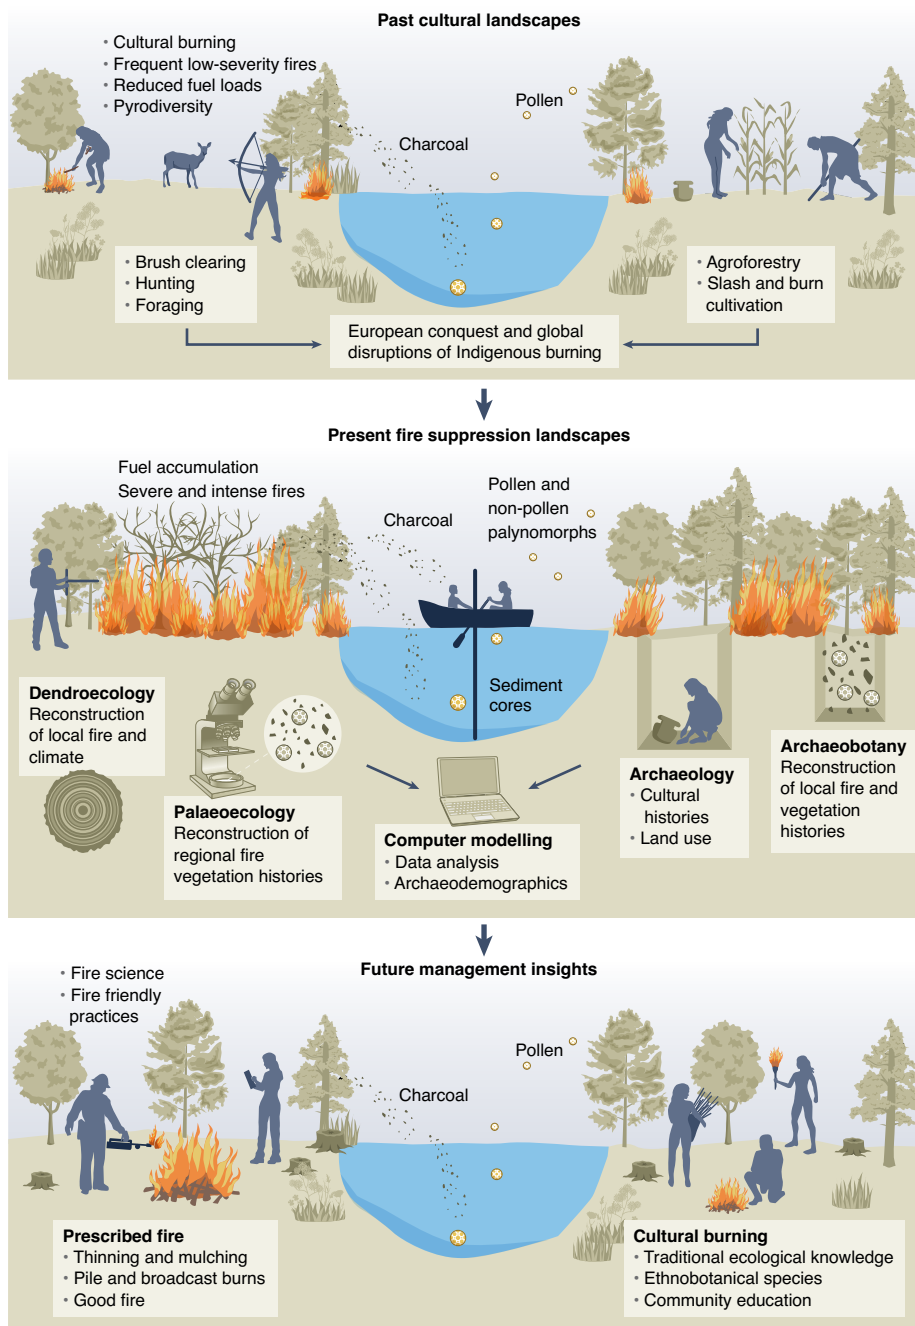 Past cultural landscapes
• Cultural burning
• Frequent low-severity fires
• Reduced fuel loads
• Pyrodiversity
Pollen
Charcoal
• Brush clearing
• Hunting
• Foraging
• Agroforestry
• Slash and burn
cultivation
European conquest and global
disruptions of Indigenous burning
Present fire suppression landscapes
Fuel accumulation
Severe and intense fires
Charcoal
Pollen and
non-pollen
palynomorphs
Sediment
cores
Dendroecology
Reconstruction
of local fire and
climate
Palaeoecology
Reconstruction of
regional fire
vegetation histories
Computer modelling
• Data analysis
• Archaeodemographics
Archaeology
• Cultural
histories
• Land use
Archaeobotany
Reconstruction
of local fire and
vegetation
histories
Future management insights
• Fire science
• Fire friendly
practices
Pollen
Charcoal
Prescribed fire
• Thinning and mulching
• Pile and broadcast burns
• Good fire
Cultural burning
• Traditional ecological knowledge
• Ethnobotanical species
• Community education